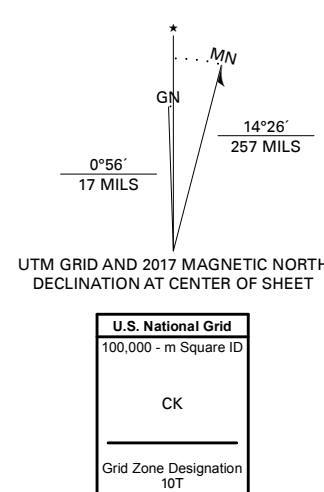 ★
MN
GN
14°26´
257 MILS
0°56´
17 MILS
UTM GRID AND 2017 MAGNETIC NORTH
DECLINATION AT CENTER OF SHEET
U.S. National Grid
100,000 - m Square ID
CK
Grid Zone Designation
10T